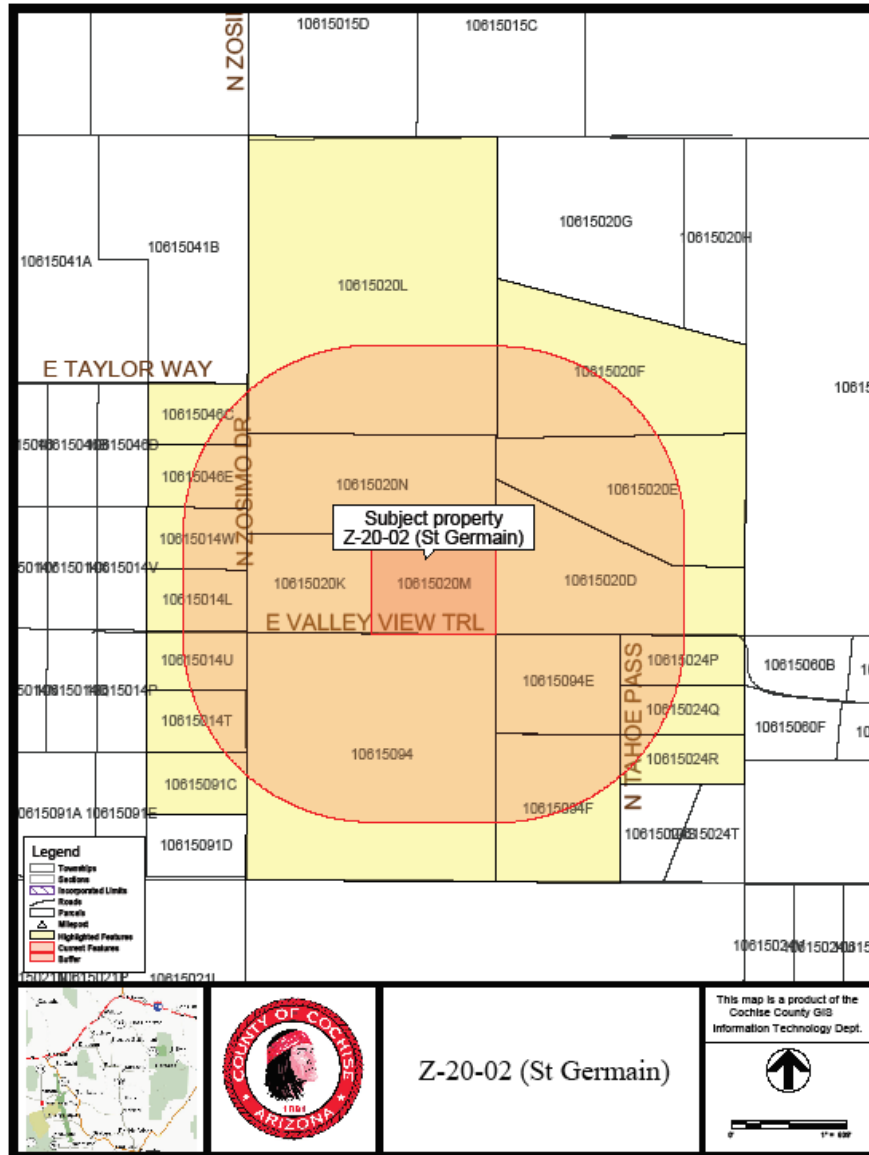 10615015D
10615015C
10615020G
10615020H
10615041B
10615041A
10615020L
E TAYLOR WAY
10615020F
10615046C
N ZOSIMO DR
10615046E
10615020N
10615020E
Subject property
Z-20-02 (St Germain)
10615014W
10615014V
10615020K
10615020M
10615020D
10615014L
E VALLEY VIEW TRL
10615014U
10615014P
10615094E
10615024P
10615060B
N TAHOE PASS
10615014T
10615024Q
10615060F
10615094
10615024R
10615091C
10615094F
10615091A
10615091E
10615091D
10615024T
Legend
Townships
Sections
Incorporated Limits
Roads
Parcels
Milepost
Highlighted Features
Current Features
Buffer
COUNTY OF COCHISE
ARIZONA
Z-20-02 (St Germain)
This map is a product of the
Cochise County GIS
Information Technology Dept.
0'